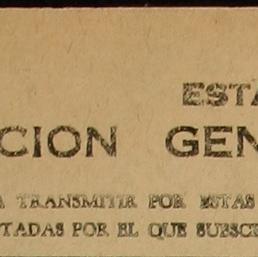 ESTA
CION GEN
A TRANSMITIR POR ESTAS
TADAS POR EL QUE SUBSC